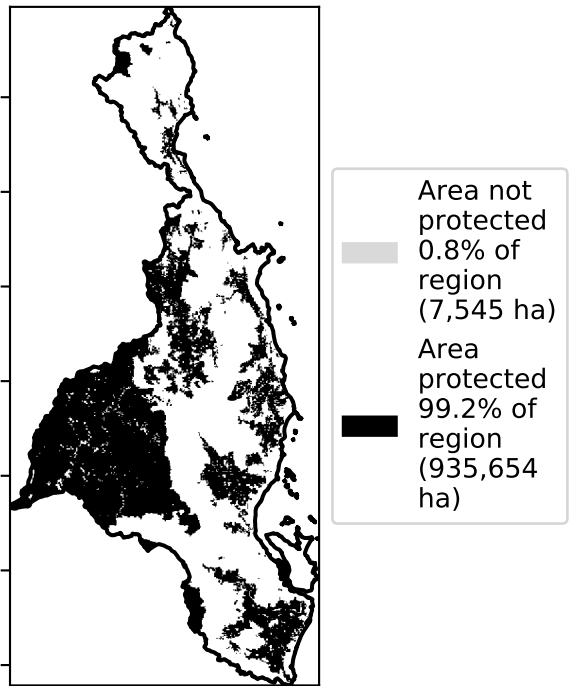 Area not
protected
0.8% of
region
(7,545 ha)
Area
protected
99.2% of
region
(935,654
ha)